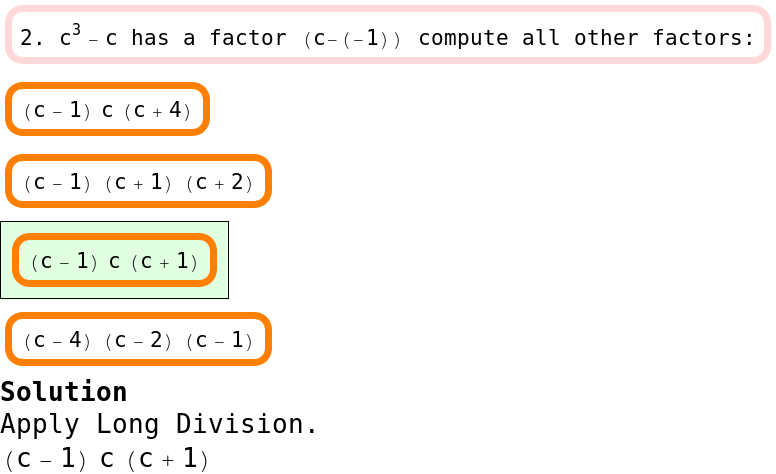 2. c³ − c has a factor (c−(−1)) compute all other factors:
(c − 1) c (c + 4)
(c − 1) (c + 1) (c + 2)
(c − 1) c (c + 1)
(c − 4) (c − 2) (c − 1)
Solution
Apply Long Division.
(c − 1) c (c + 1)